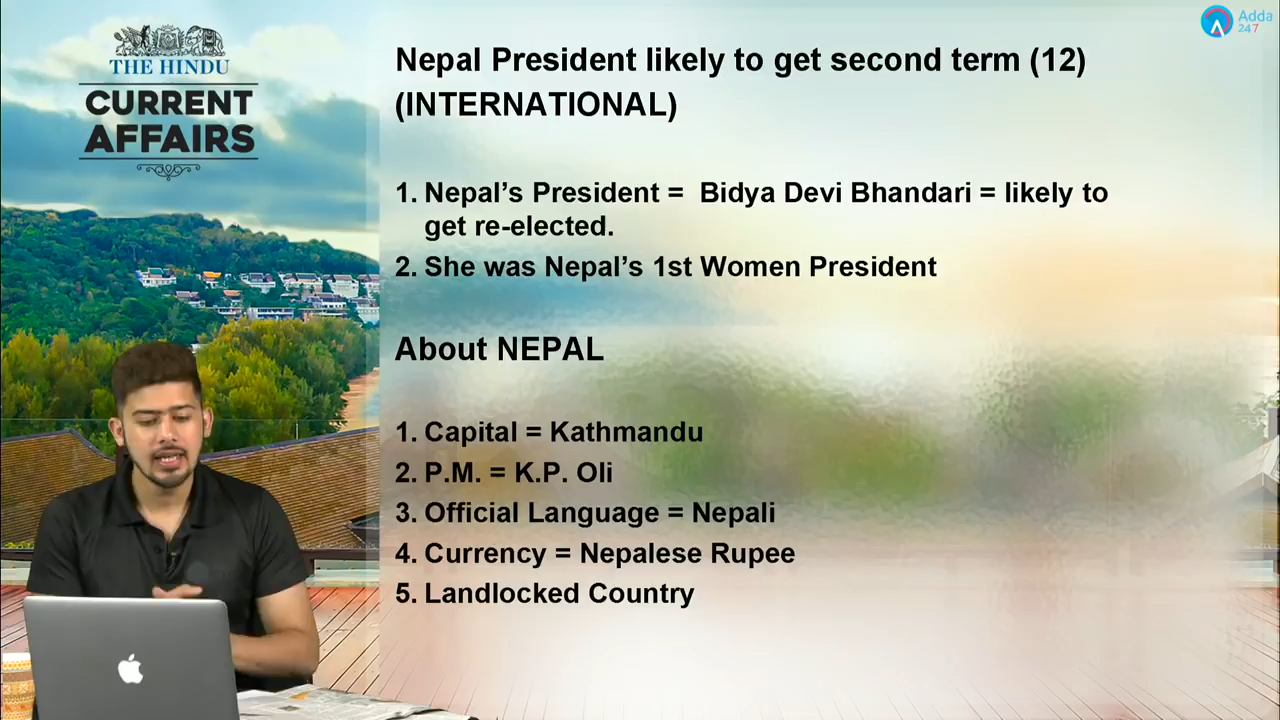 THE HINDU
CURRENT
AFFAIRS
Adda
247
Nepal President likely to get second term (12)
(INTERNATIONAL)
1. Nepal’s President = Bidya Devi Bhandari = likely to
get re-elected.
2. She was Nepal’s 1st Women President
About NEPAL
1. Capital = Kathmandu
2. P.M. = K.P. Oli
3. Official Language = Nepali
4. Currency = Nepalese Rupee
5. Landlocked Country